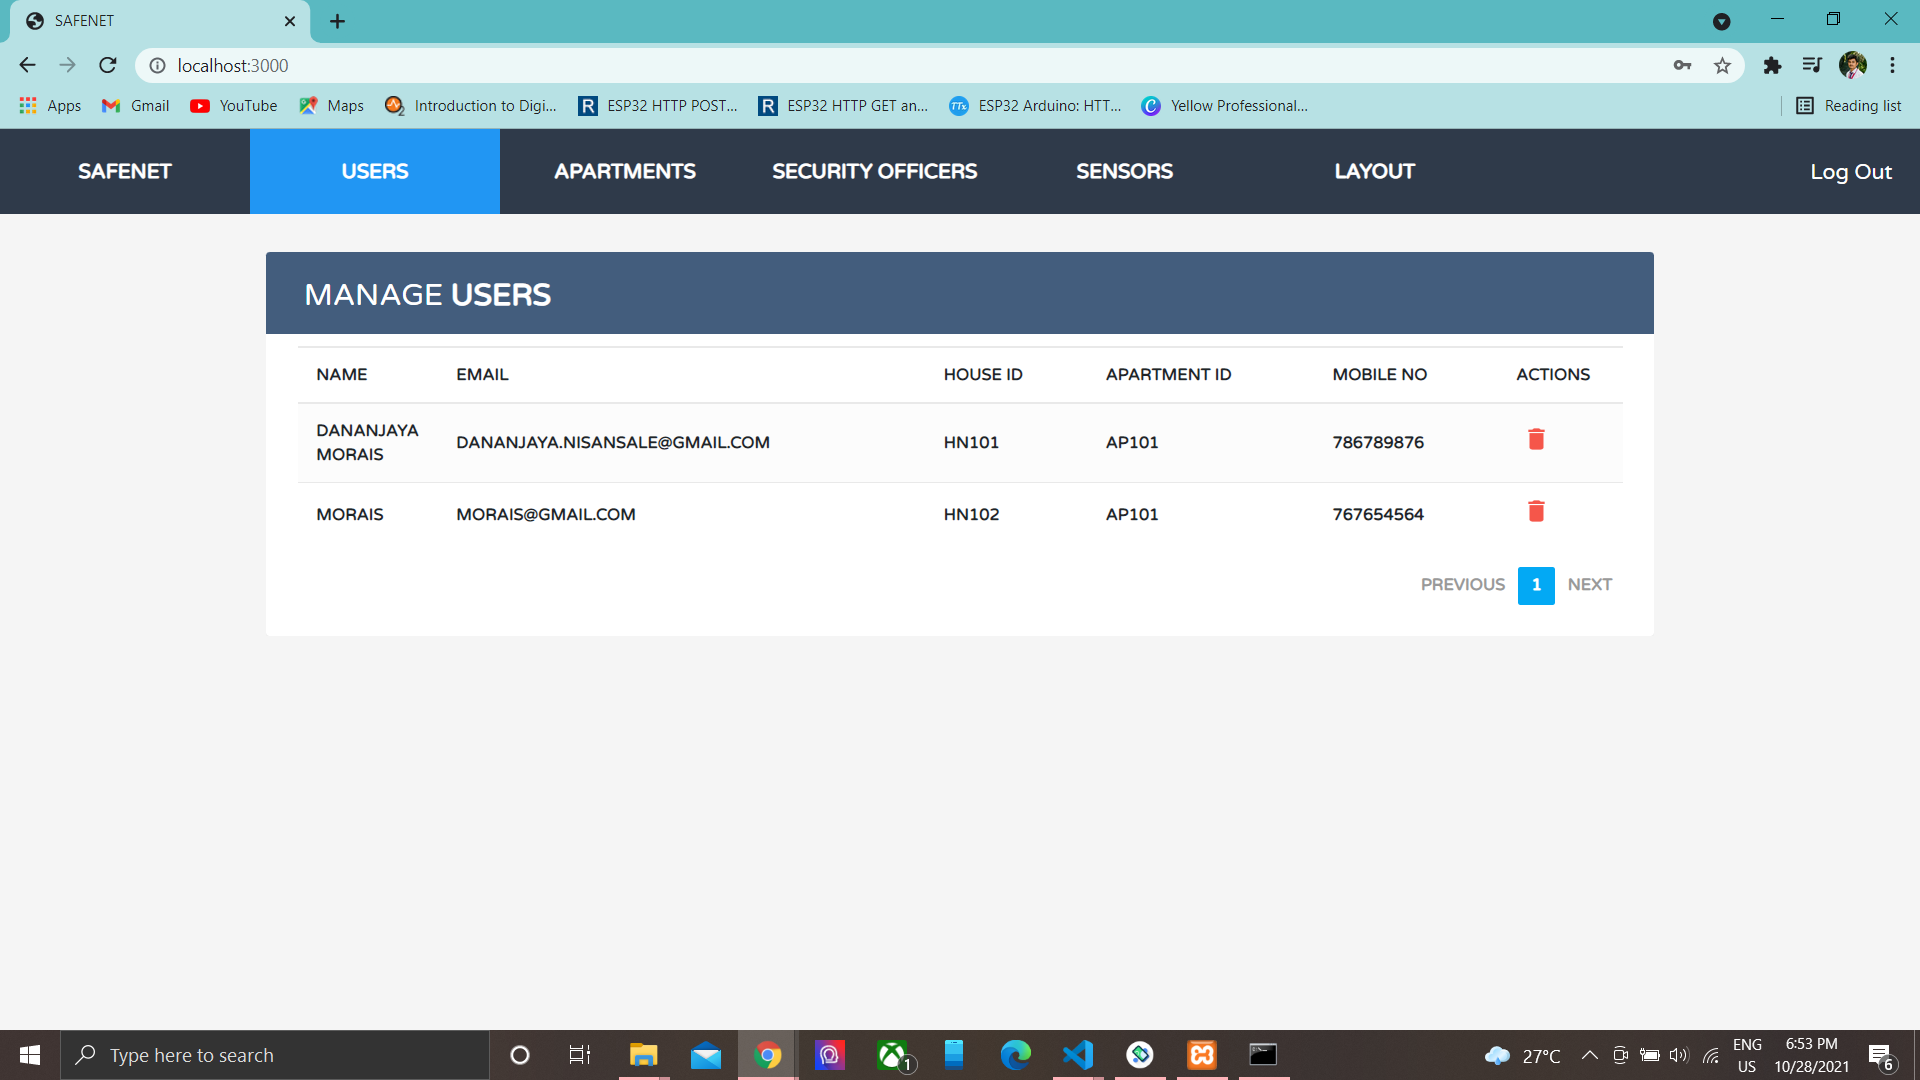 SAFENET
localhost:3000
Apps Gmail YouTube Maps Introduction to Digi... ESP32 HTTP POST... ESP32 HTTP GET an... ESP32 Arduino: HTT... Yellow Professional... Reading list
SAFENET USERS APARTMENTS SECURITY OFFICERS SENSORS LAYOUT Log Out
MANAGE USERS
NAME EMAIL HOUSE ID APARTMENT ID MOBILE NO ACTIONS
DANANJAYA
MORAIS DANANJAYA.NISANSALE@GMAIL.COM HN101 AP101 786789876
MORAIS MORAIS@GMAIL.COM HN102 AP101 767654564
PREVIOUS 1 NEXT
Type here to search 1 27°C ENG
US 6:53 PM
10/28/2021 6